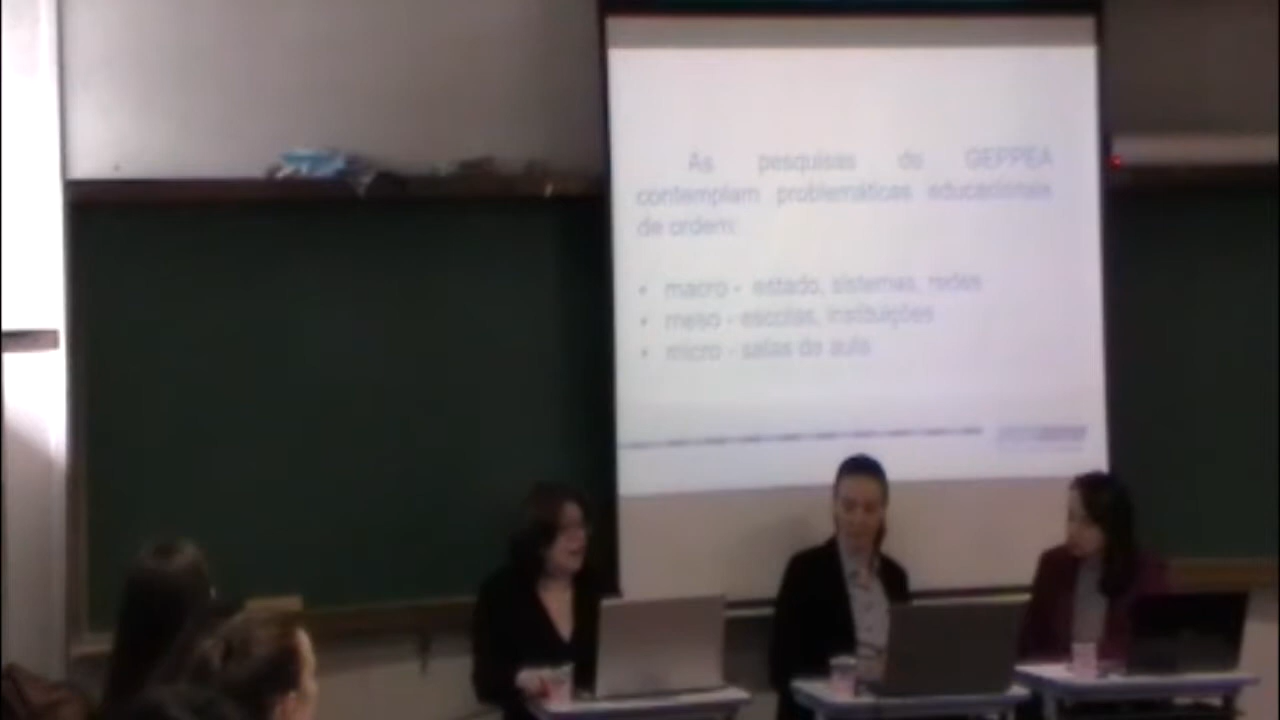 As pesquisas do GEPPEA
contemplam problemáticas educacionais
de ordem:
• macro - estado, sistemas, redes
• meso - escolas, instituições
• micro - salas de aula